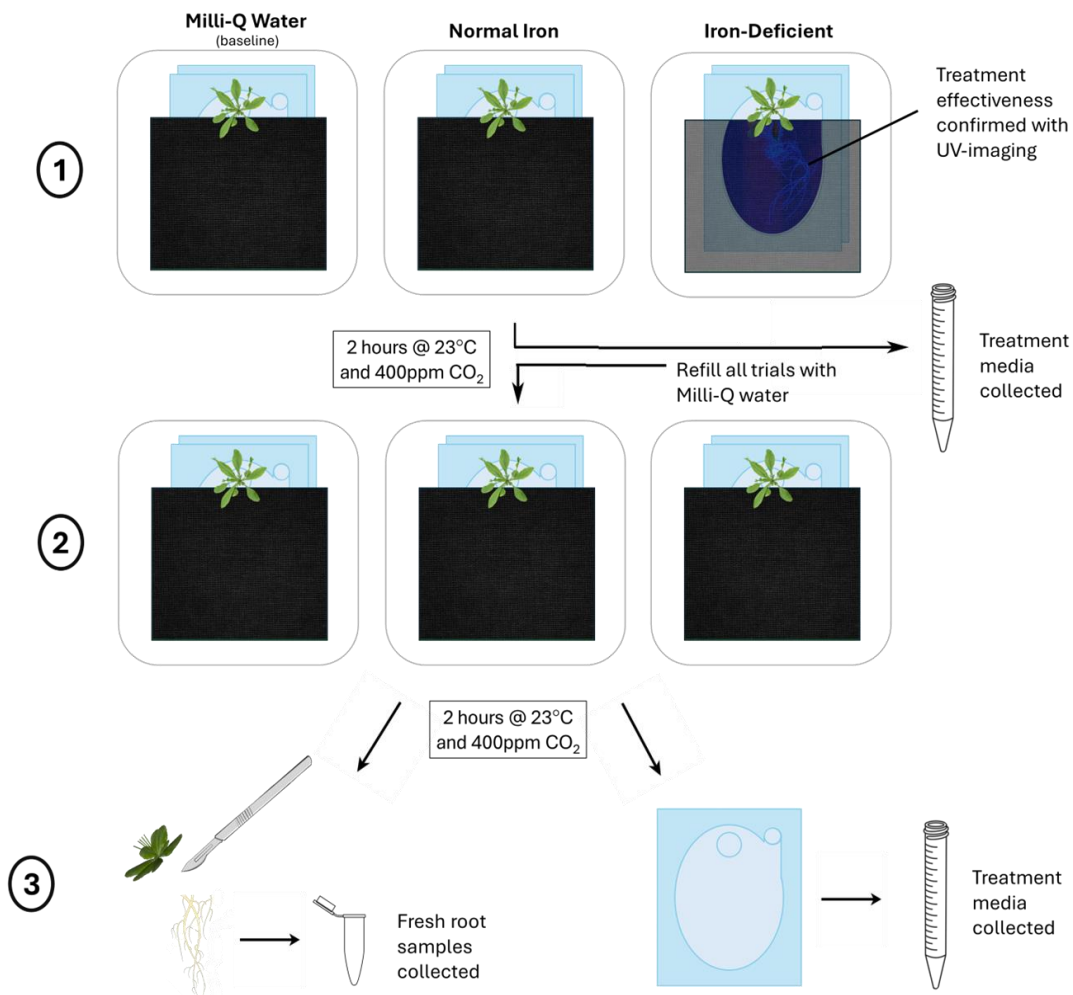 Milli-Q Water
(baseline)
Normal Iron
Iron-Deficient
Treatment
effectiveness
confirmed with
UV-imaging
1
2 hours @ 23°C
and 400ppm CO₂
Refill all trials with
Milli-Q water
Treatment
media
collected
2
2 hours @ 23°C
and 400ppm CO₂
3
Fresh root
samples
collected
Treatment
media
collected